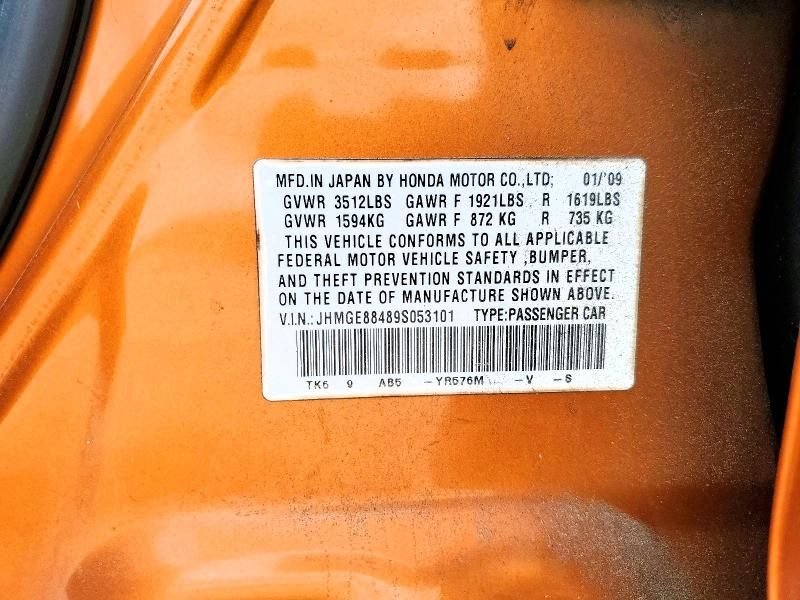 MFD.IN JAPAN BY HONDA MOTOR CO.,LTD; 01/'09
GVWR 3512LBS GAWR F 1921LBS R 1619LBS
GVWR 1594KG GAWR F 872 KG R 735 KG
THIS VEHICLE CONFORMS TO ALL APPLICABLE
FEDERAL MOTOR VEHICLE SAFETY ,BUMPER,
AND THEFT PREVENTION STANDARDS IN EFFECT
ON THE DATE OF MANUFACTURE SHOWN ABOVE.
V.I.N.: JHMGE88489S053101 TYPE:PASSENGER CAR
TK6 9 AB5 -YR576M -V -S